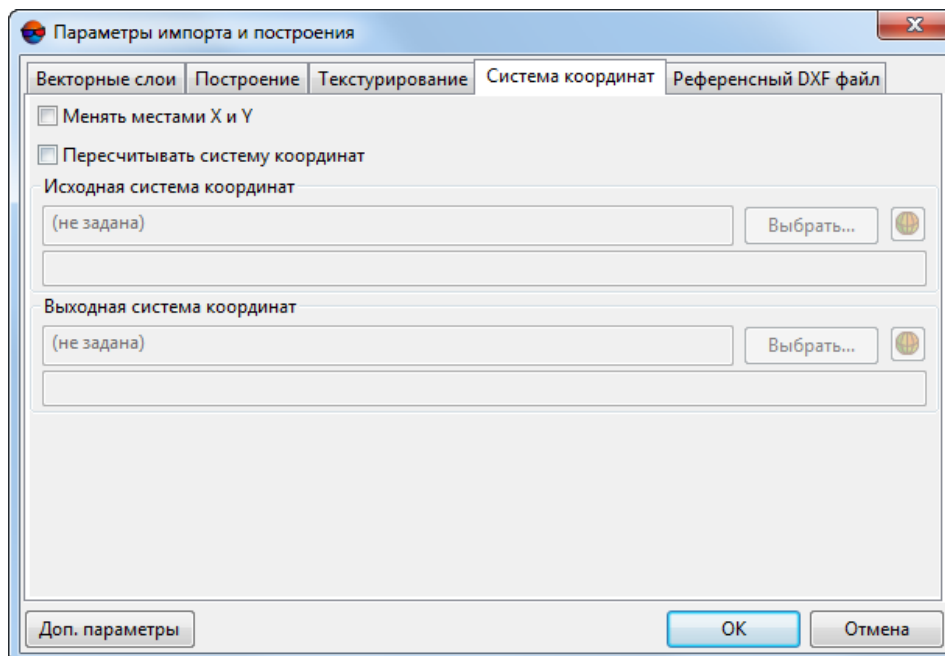 Параметры импорта и построения
Векторные слои Построение Текстурирование Система координат Референсный DXF файл
Менять местами X и Y
Пересчитывать систему координат
Исходная система координат
(не задана) Выбрать...
Выходная система координат
(не задана) Выбрать...
Доп. параметры OK Отмена